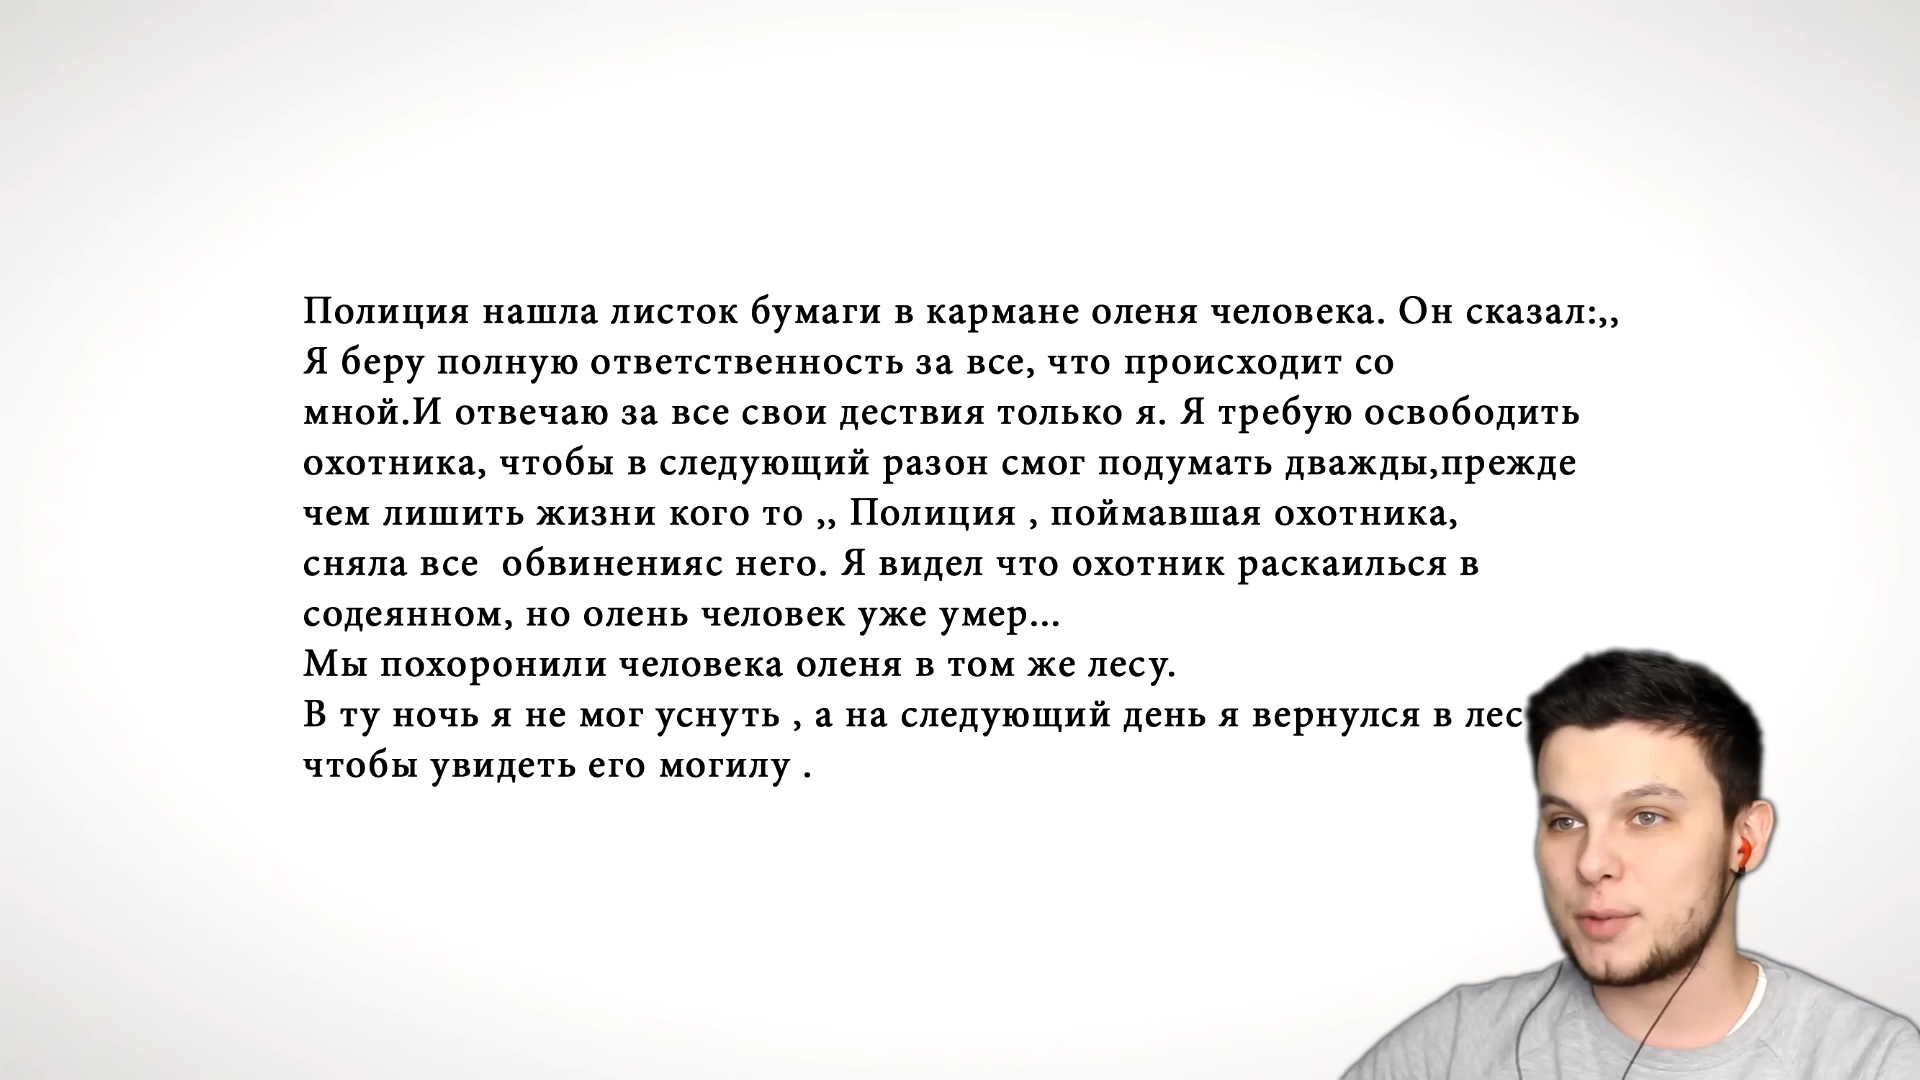 Полиция нашла листок бумаги в кармане оленя человека. Он сказал:,,
Я беру полную ответственность за все, что происходит со
мной.И отвечаю за все свои дествия только я. Я требую освободить
охотника, чтобы в следующий разон смог подумать дважды,прежде
чем лишить жизни кого то ,, Полиция , поймавшая охотника,
сняла все  обвиненияс него. Я видел что охотник раскаилься в
содеянном, но олень человек уже умер...
Мы похоронили человека оленя в том же лесу.
В ту ночь я не мог уснуть , а на следующий день я вернулся в лес
чтобы увидеть его могилу .